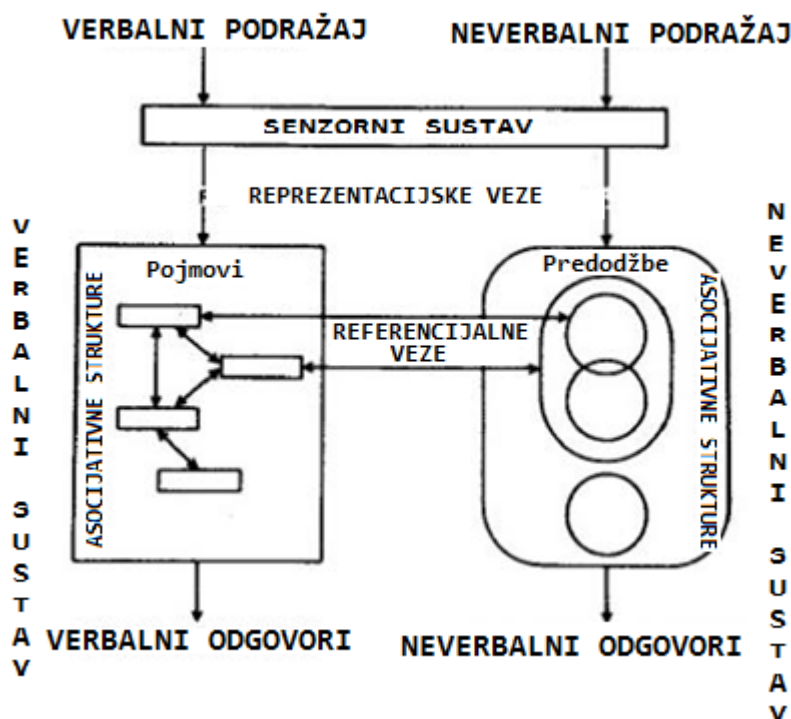 VERBALNI PODRAŽAJ
NEVERBALNI PODRAŽAJ
SENZORNI SUSTAV
REPREZENTACIJSKE VEZE
VERBALNI SUSTAV
ASOCIJATIVNE STRUKTURE
Pojmovi
REFERENCIJALNE
VEZE
Predodžbe
ASOCIJATIVNE STRUKTURE
NEVERBALNI SUSTAV
VERBALNI ODGOVORI
NEVERBALNI ODGOVORI